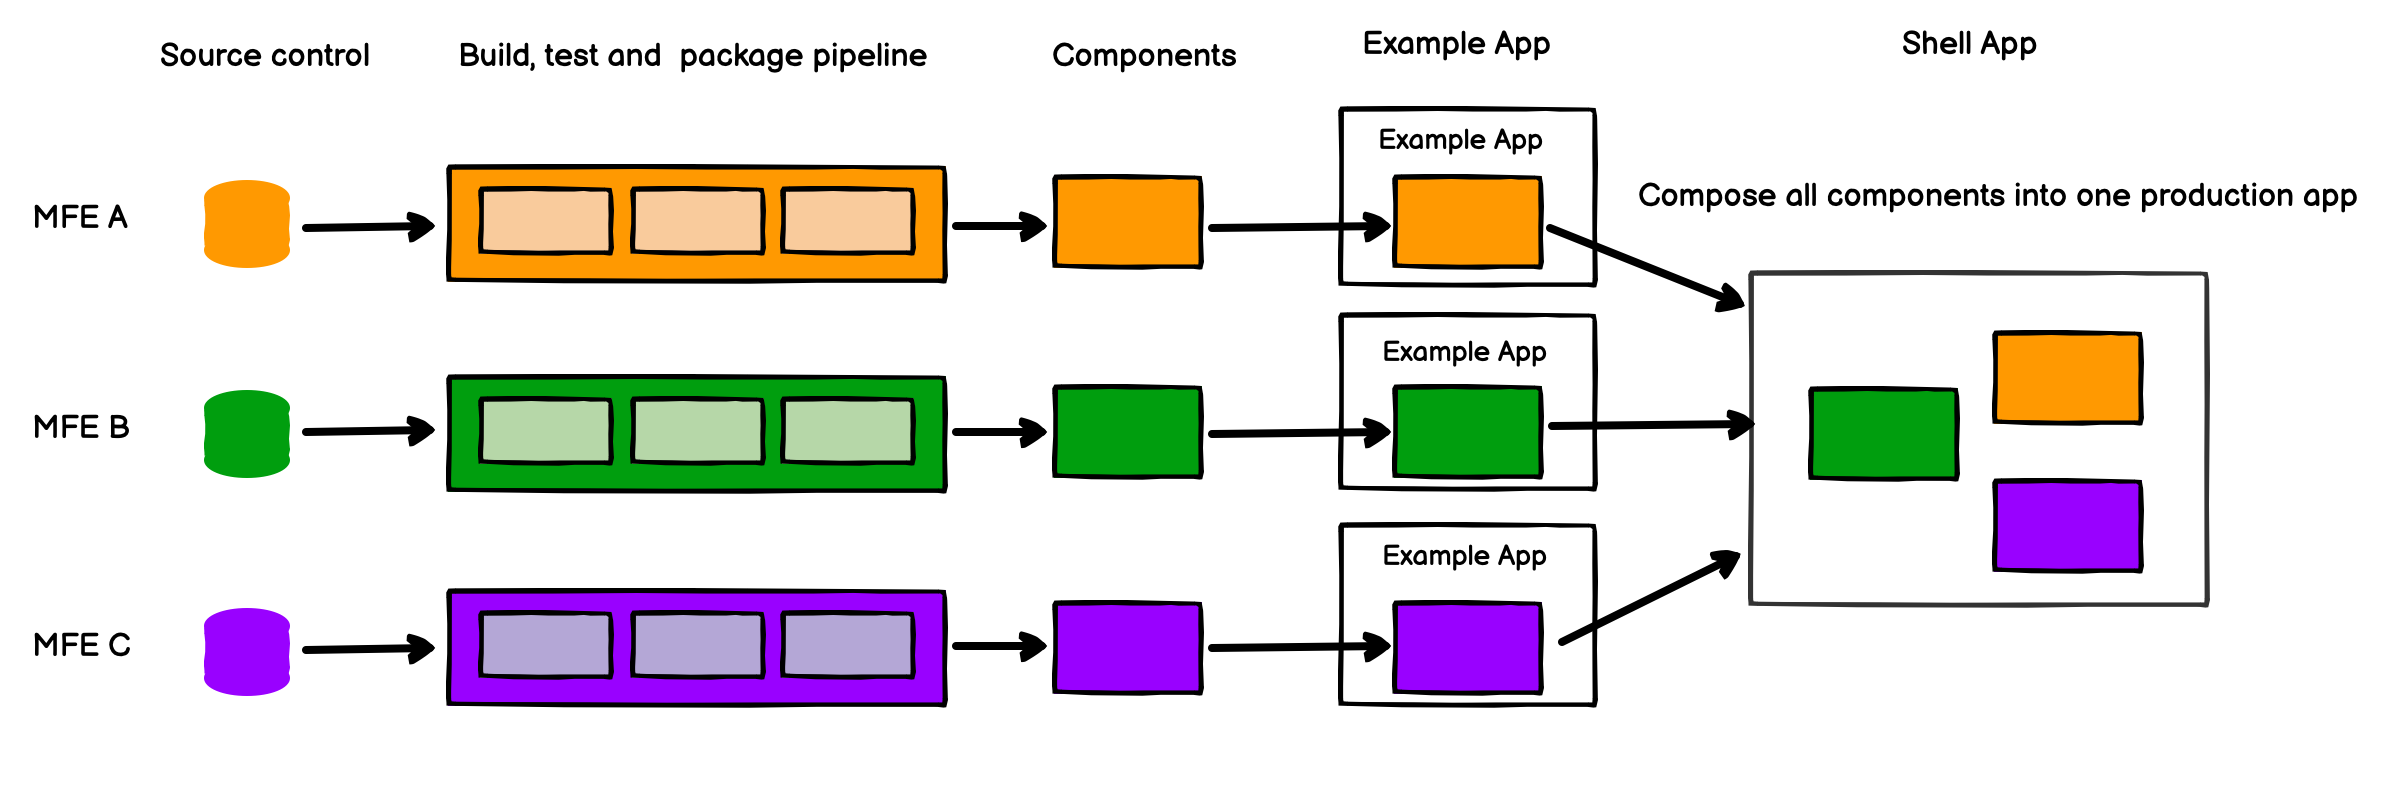 Source control
Build, test and package pipeline
Components
Example App
Shell App
MFE A
Example App
Compose all components into one production app
MFE B
Example App
MFE C
Example App